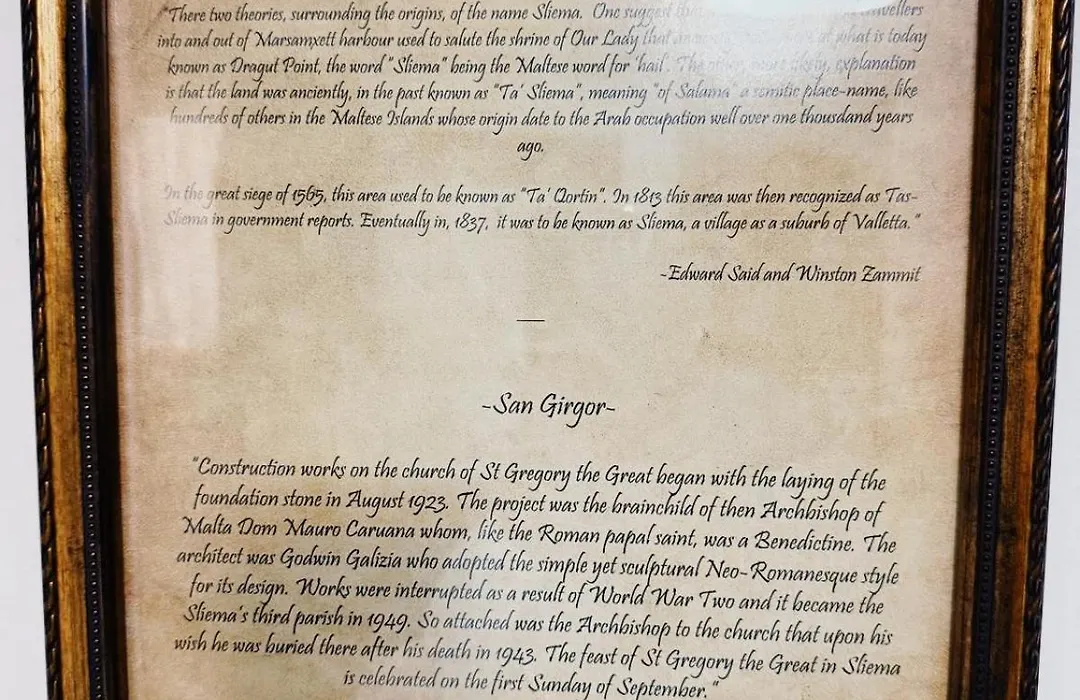 "There two theories, surrounding the origins, of the name Sliema. One suggest
into and out of Marsamxett harbour used to salute the shrine of Our Lady that at what is today
known as Dragut Point, the word "Sliema" being the Maltese word for 'hail'. The other, more likely, explanation
is that the land was anciently, in the past known as "Ta' Sliema", meaning "of Salama" a semitic place-name, like
hundreds of others in the Maltese Islands whose origin date to the Arab occupation well over one thousdand years
ago.
In the great siege of 1565, this area used to be known as "Ta' Qortin". In 1813 this area was then recognized as Tas-
Sliema in government reports. Eventually in, 1837, it was to be known as Sliema, a village as a suburb of Valletta."
-Edward Said and Winston Zammit
-San Girgor-
"Construction works on the church of St Gregory the Great began with the laying of the
foundation stone in August 1923. The project was the brainchild of then Archbishop of
Malta Dom Mauro Caruana whom, like the Roman papal saint, was a Benedictine. The
architect was Godwin Galizia who adopted the simple yet sculptural Neo-Romanesque style
for its design. Works were interrupted as a result of World War Two and it became the
Sliema's third parish in 1949. So attached was the Archbishop to the church that upon his
wish he was buried there after his death in 1943. The feast of St Gregory the Great in Sliema
is celebrated on the first Sunday of September."